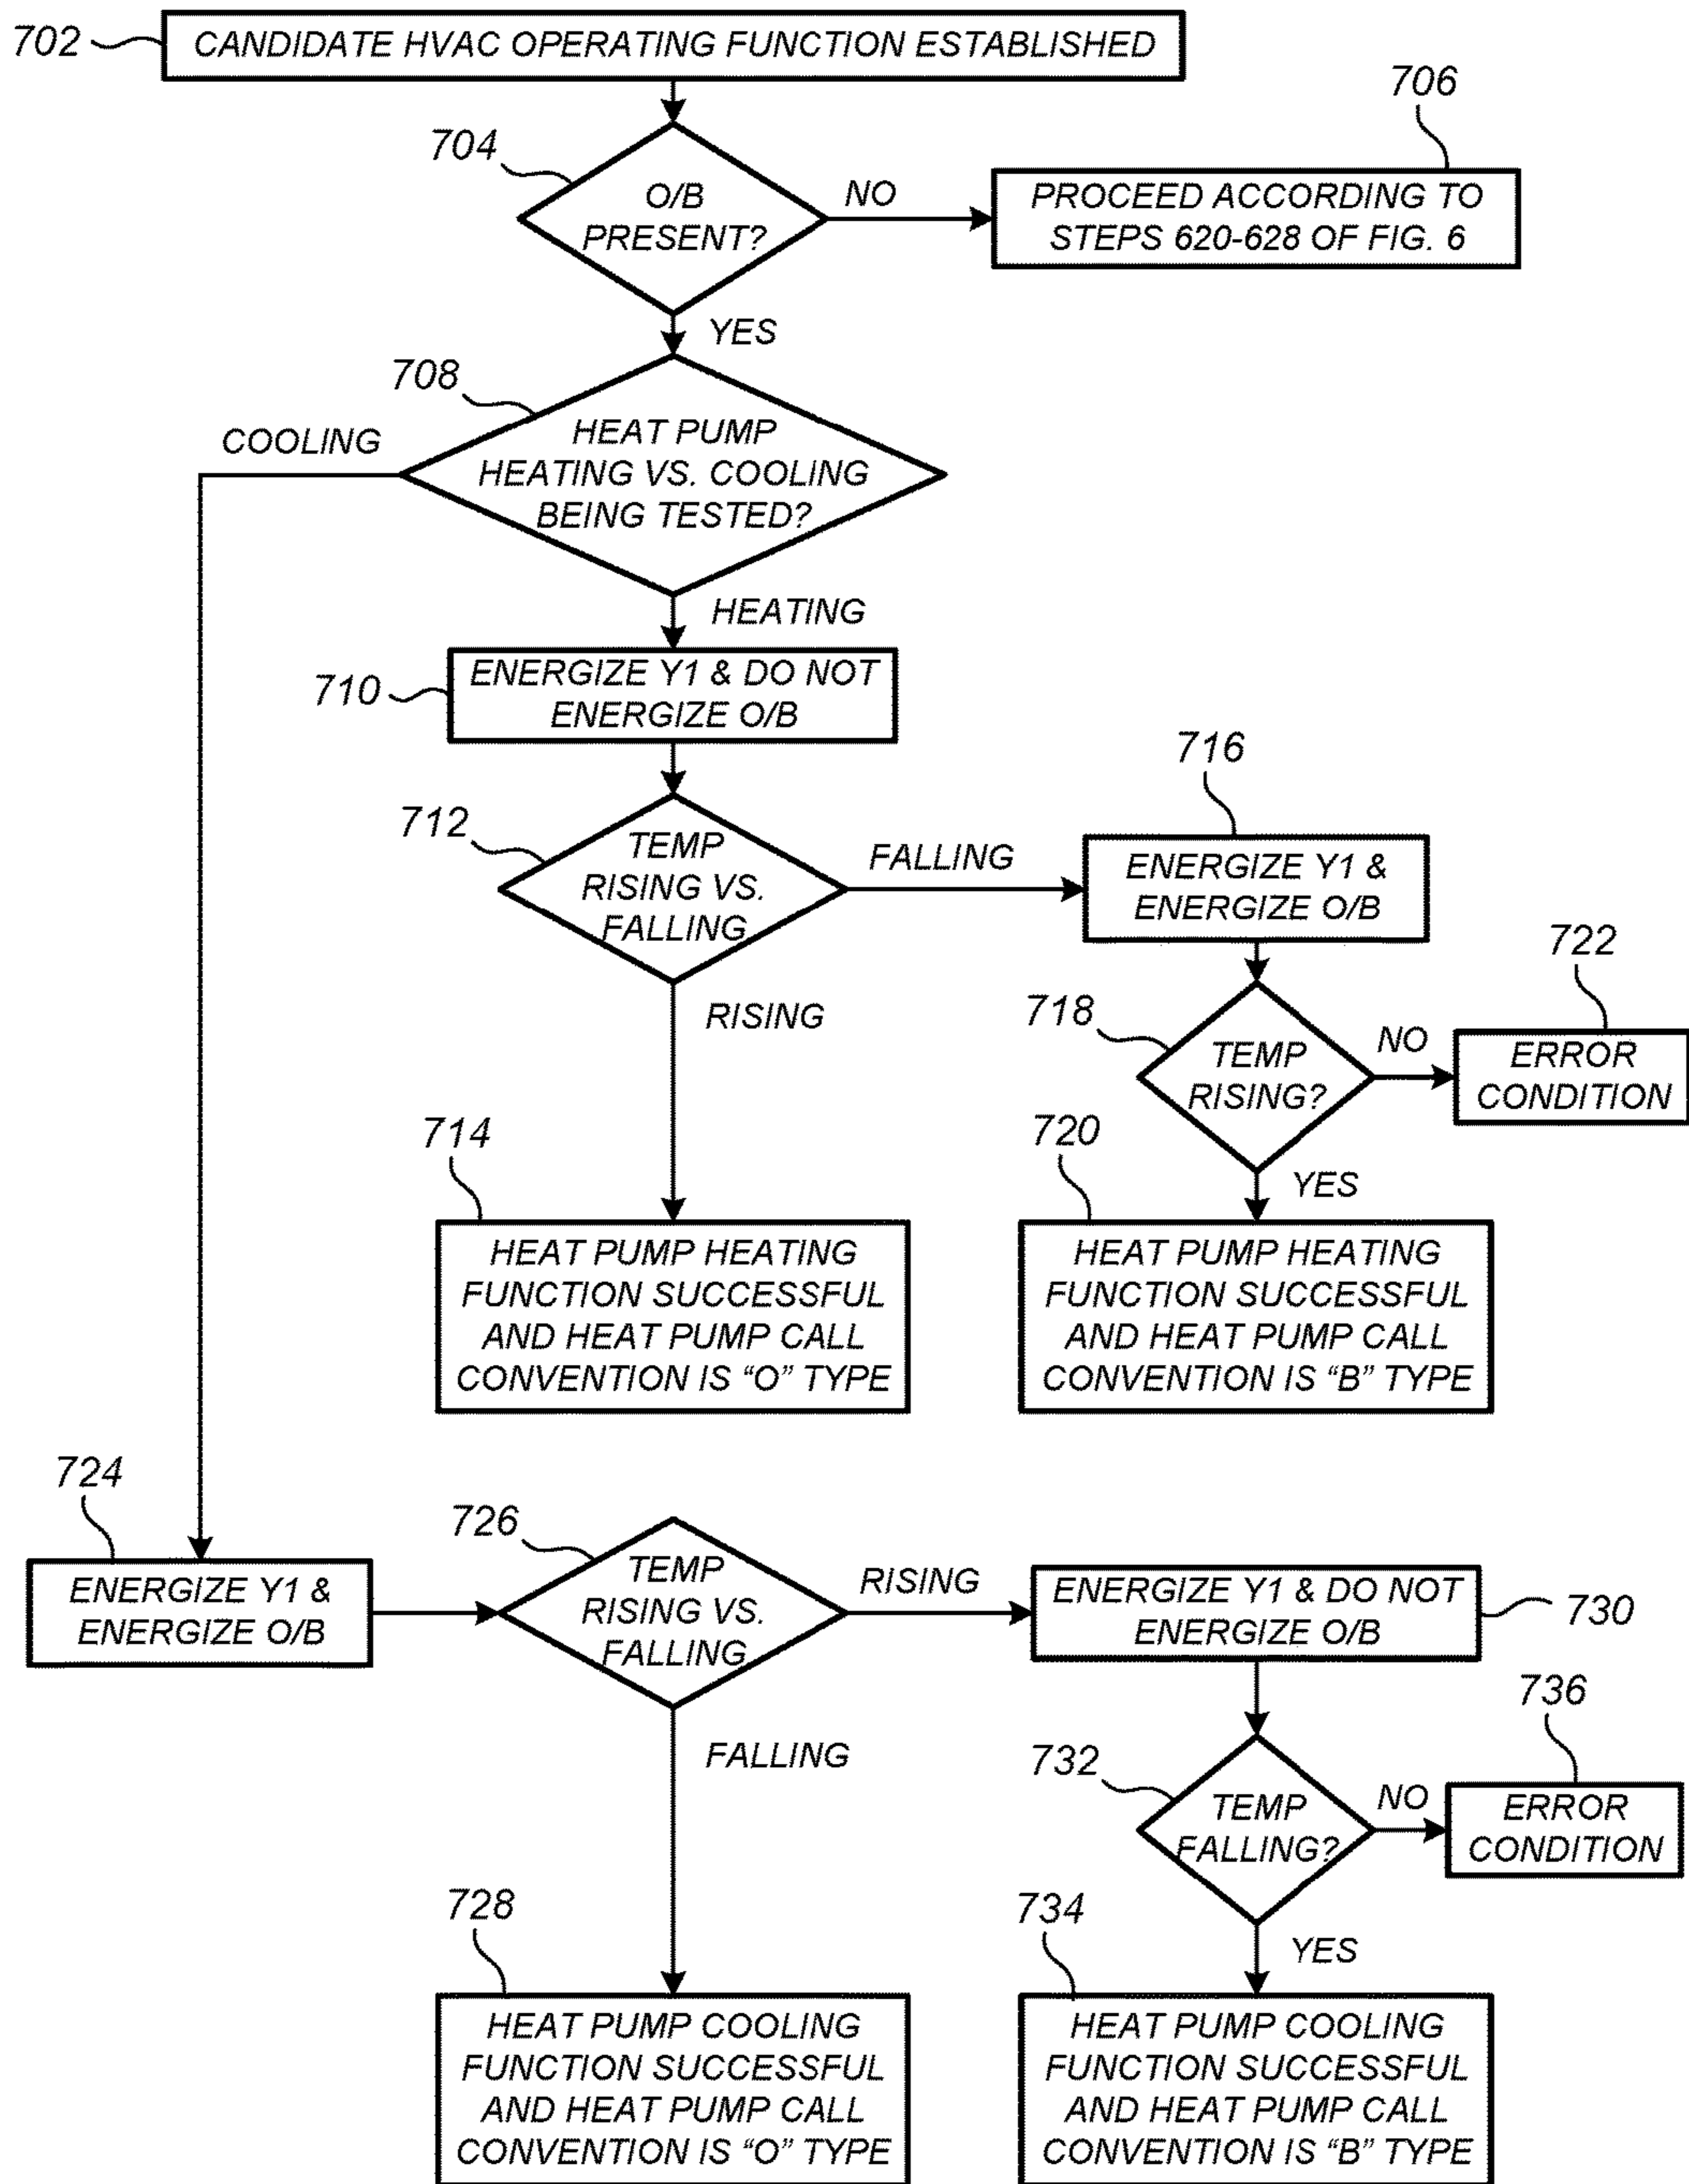 702
CANDIDATE HVAC OPERATING FUNCTION ESTABLISHED
704
O/B
PRESENT?
NO
706
PROCEED ACCORDING TO
STEPS 620-628 OF FIG. 6
YES
708
HEAT PUMP
HEATING VS. COOLING
BEING TESTED?
COOLING
HEATING
710
ENERGIZE Y1 & DO NOT
ENERGIZE O/B
712
TEMP
RISING VS.
FALLING
FALLING
716
ENERGIZE Y1 &
ENERGIZE O/B
RISING
718
TEMP
RISING?
NO
722
ERROR
CONDITION
YES
714
HEAT PUMP HEATING
FUNCTION SUCCESSFUL
AND HEAT PUMP CALL
CONVENTION IS “O” TYPE
720
HEAT PUMP HEATING
FUNCTION SUCCESSFUL
AND HEAT PUMP CALL
CONVENTION IS “B” TYPE
724
ENERGIZE Y1 &
ENERGIZE O/B
726
TEMP
RISING VS.
FALLING
RISING
ENERGIZE Y1 & DO NOT
ENERGIZE O/B
730
FALLING
732
TEMP
FALLING?
NO
736
ERROR
CONDITION
YES
728
HEAT PUMP COOLING
FUNCTION SUCCESSFUL
AND HEAT PUMP CALL
CONVENTION IS “O” TYPE
734
HEAT PUMP COOLING
FUNCTION SUCCESSFUL
AND HEAT PUMP CALL
CONVENTION IS “B” TYPE